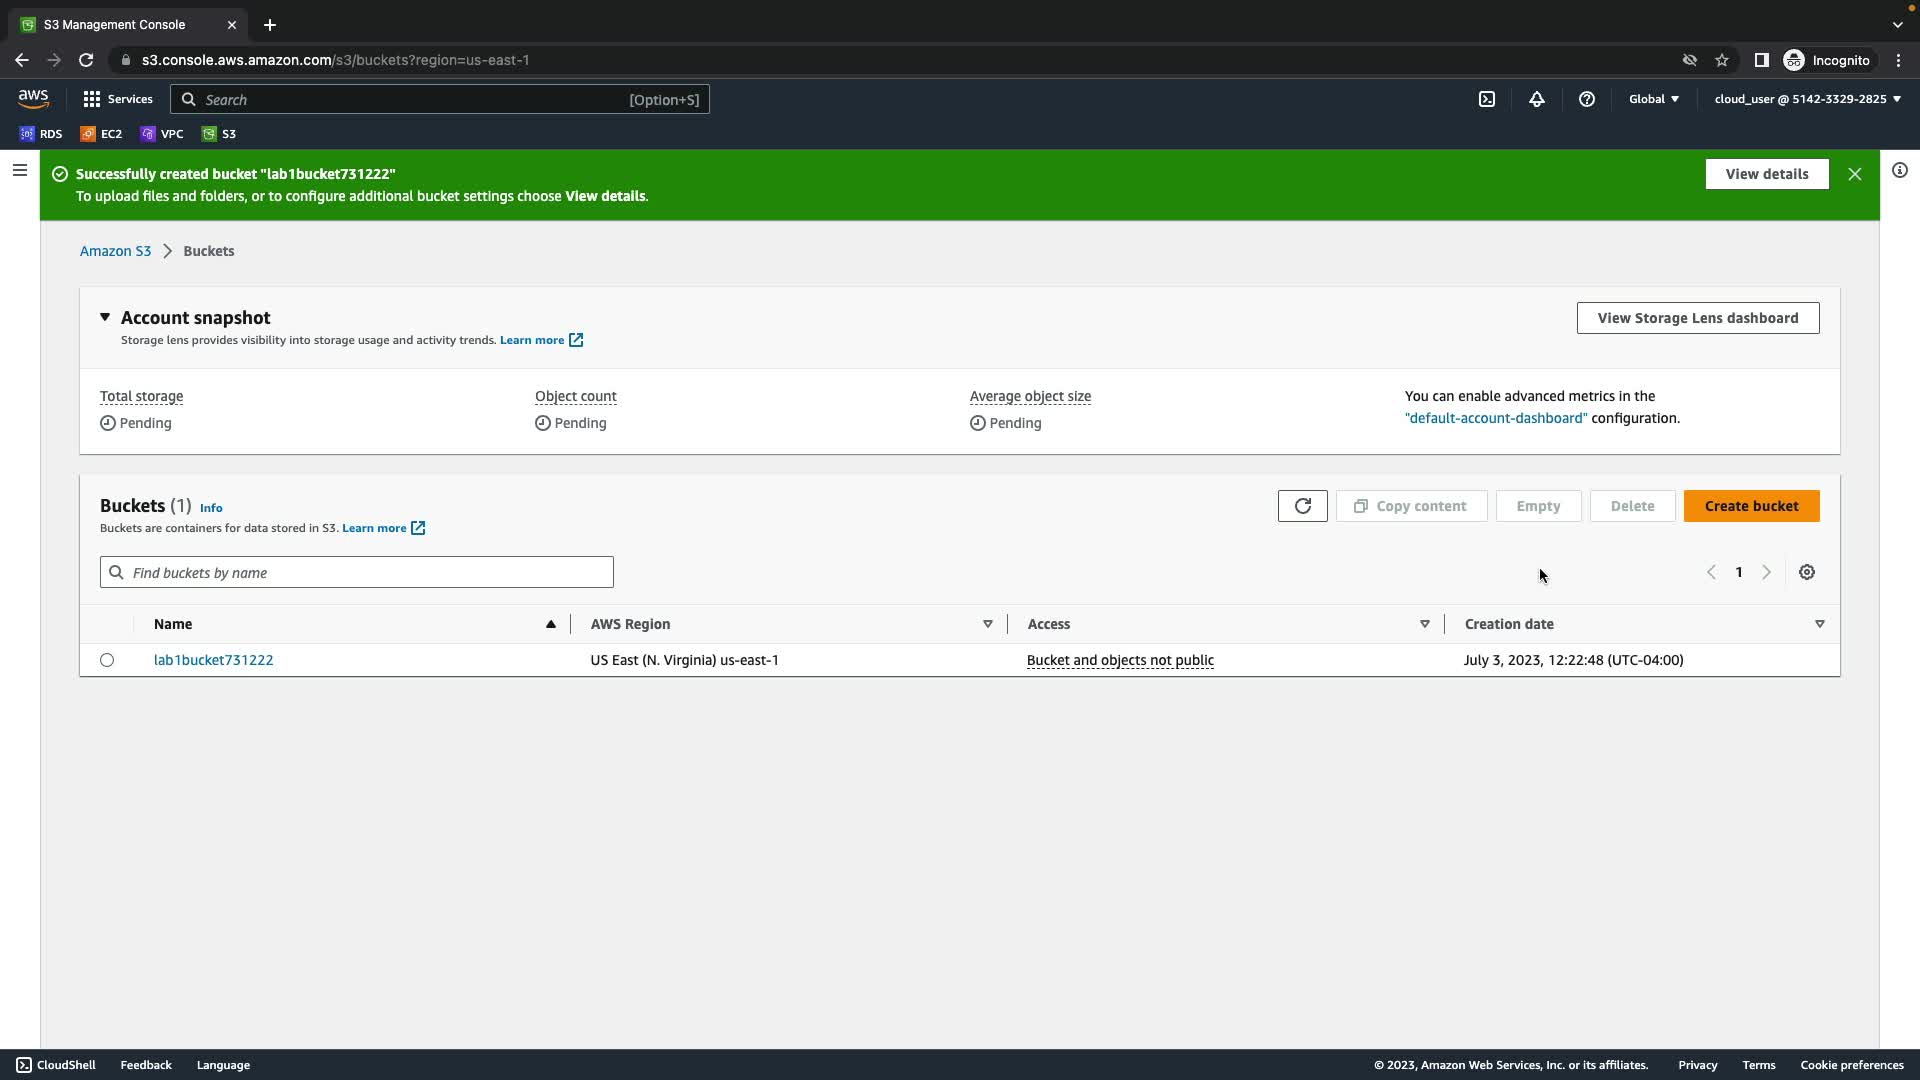 S3 Management Console
s3.console.aws.amazon.com/s3/buckets?region=us-east-1
Incognito
aws
Services
Search
[Option+S]
Global
cloud_user @ 5142-3329-2825
RDS
EC2
VPC
S3
Successfully created bucket "lab1bucket731222"
To upload files and folders, or to configure additional bucket settings choose View details.
View details
Amazon S3
Buckets
Account snapshot
Storage lens provides visibility into storage usage and activity trends. Learn more
View Storage Lens dashboard
Total storage
Pending
Object count
Pending
Average object size
Pending
You can enable advanced metrics in the
"default-account-dashboard" configuration.
Buckets (1) Info
Buckets are containers for data stored in S3. Learn more
Copy content
Empty
Delete
Create bucket
Find buckets by name
1
Name
AWS Region
Access
Creation date
lab1bucket731222
US East (N. Virginia) us-east-1
Bucket and objects not public
July 3, 2023, 12:22:48 (UTC-04:00)
CloudShell
Feedback
Language
© 2023, Amazon Web Services, Inc. or its affiliates.
Privacy
Terms
Cookie preferences